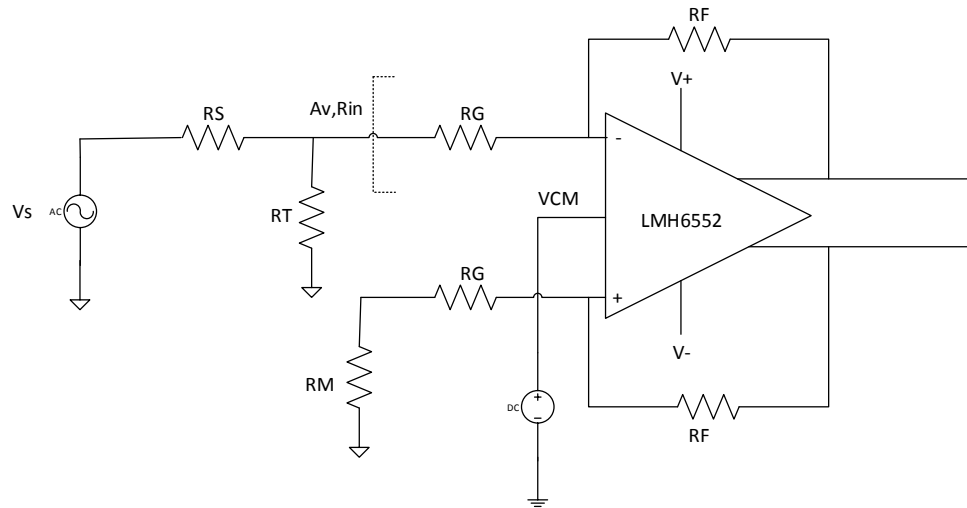 RF
V+
Av,Rin
RS
RG
-
Vs
AC
RT
VCM
LMH6552
RG
+
V-
RM
DC
+
-
RF